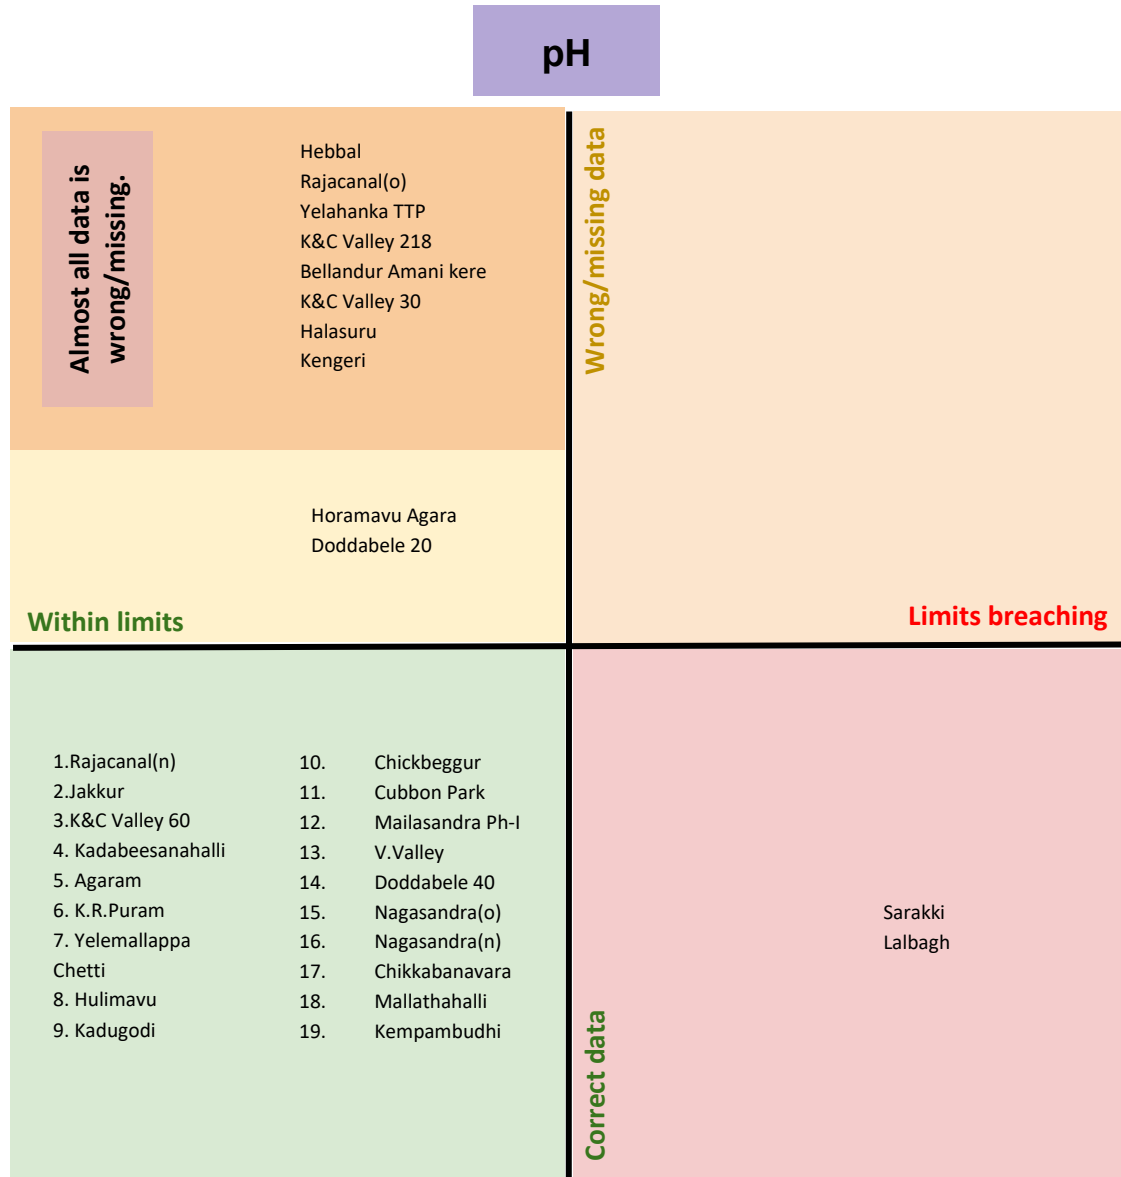 pH
Almost all data is
wrong/missing.
Hebbal
Rajacanal(o)
Yelahanka TTP
K&C Valley 218
Bellandur Amani kere
K&C Valley 30
Halasuru
Kengeri
Wrong/missing data
Horamavu Agara
Doddabele 20
Within limits
Limits breaching
1.Rajacanal(n)
2.Jakkur
3.K&C Valley 60
4. Kadabeesanahalli
5. Agaram
6. K.R.Puram
7. Yelemallappa
Chetti
8. Hulimavu
9. Kadugodi
10. Chickbeggur
11. Cubbon Park
12. Mailasandra Ph-I
13. V.Valley
14. Doddabele 40
15. Nagasandra(o)
16. Nagasandra(n)
17. Chikkabanavara
18. Mallathahalli
19. Kempambudhi
Correct data
Sarakki
Lalbagh